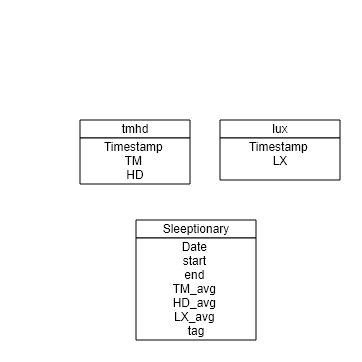 tmhd
Timestamp
TM
HD
lux
Timestamp
LX
Sleeptionary
Date
start
end
TM_avg
HD_avg
LX_avg
tag